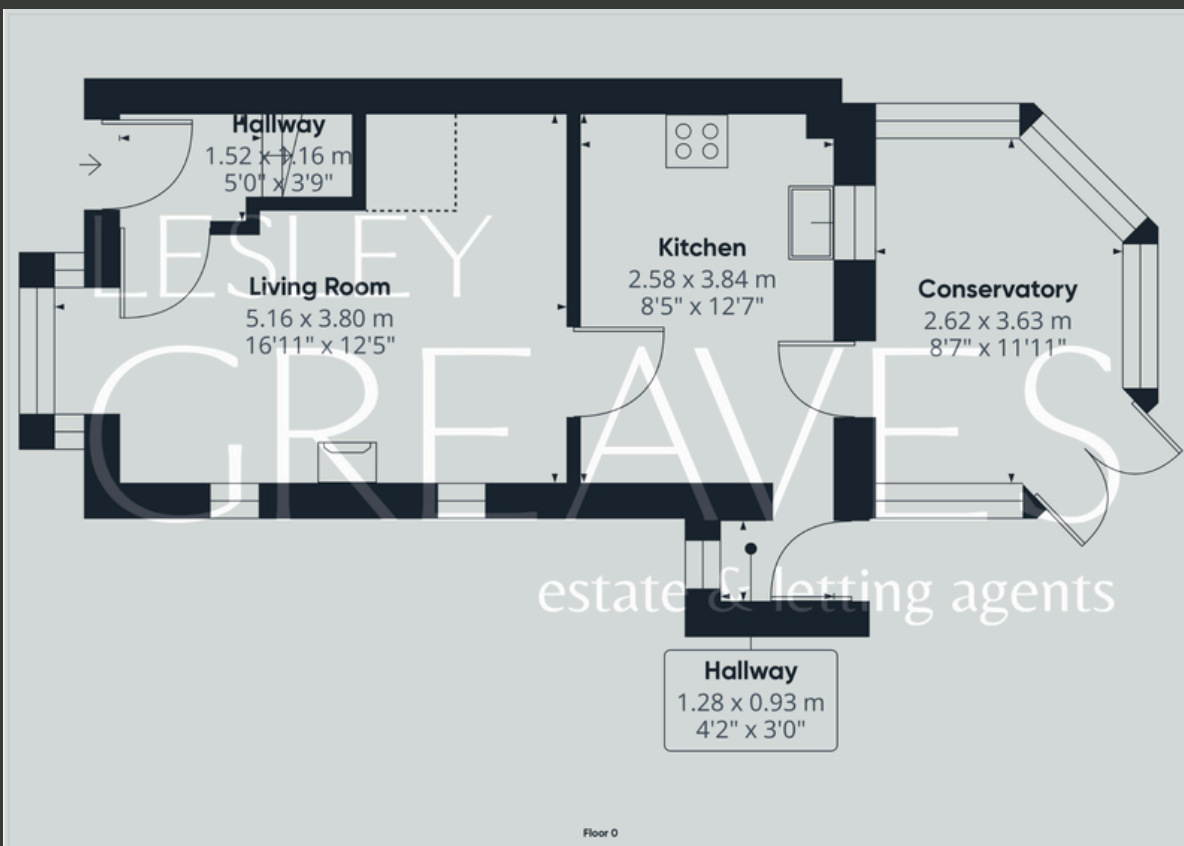 Hallway
1.52 x 1.16 m
5'0" x 3'9"
LESLEY
Living Room
5.16 x 3.80 m
16'11" x 12'5"
Kitchen
2.58 x 3.84 m
8'5" x 12'7"
Conservatory
2.62 x 3.63 m
8'7" x 11'11"
GREAVES
estate & letting agents
Hallway
1.28 x 0.93 m
4'2" x 3'0"
Floor 0